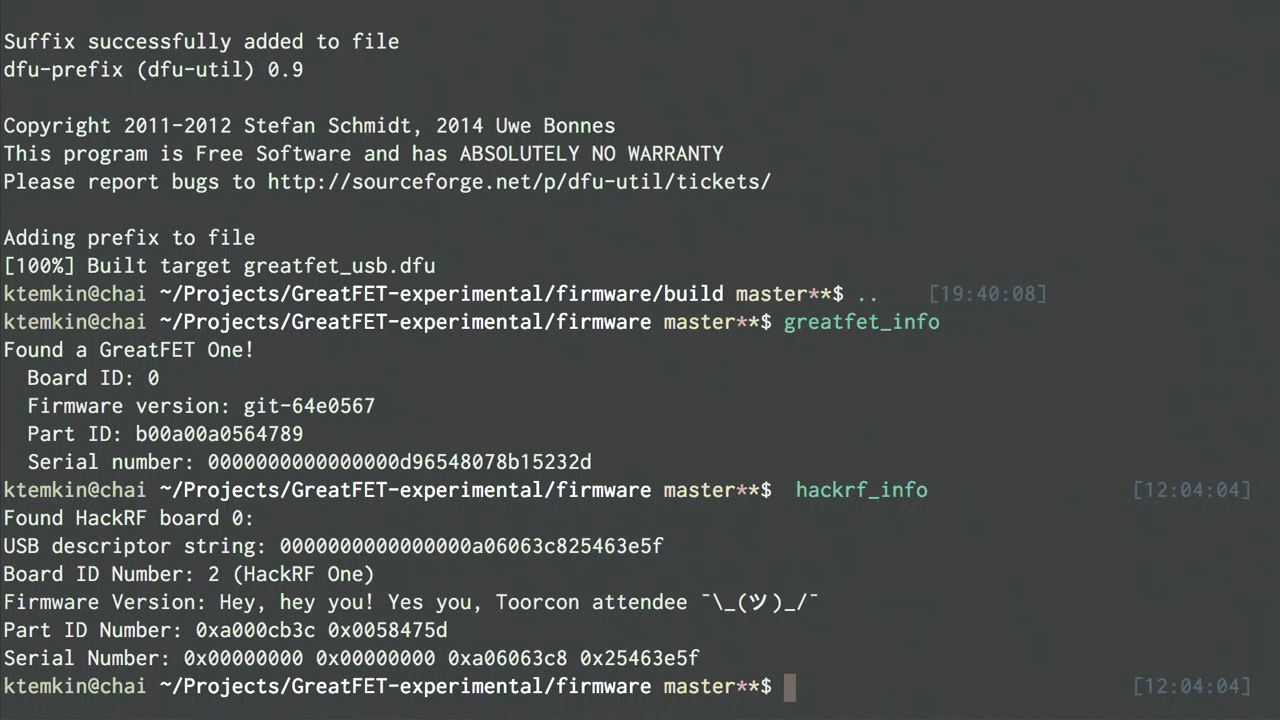 Suffix successfully added to file
dfu-prefix (dfu-util) 0.9
Copyright 2011-2012 Stefan Schmidt, 2014 Uwe Bonnes
This program is Free Software and has ABSOLUTELY NO WARRANTY
Please report bugs to http://sourceforge.net/p/dfu-util/tickets/
Adding prefix to file
[100%] Built target greatfet_usb.dfu
ktemkin@chai ~/Projects/GreatFET-experimental/firmware/build master**$ .. [19:40:08]
ktemkin@chai ~/Projects/GreatFET-experimental/firmware master**$ greatfet_info
Found a GreatFET One!
Board ID: 0
Firmware version: git-64e0567
Part ID: b00a00a0564789
Serial number: 0000000000000000d96548078b15232d
ktemkin@chai ~/Projects/GreatFET-experimental/firmware master**$ hackrf_info [12:04:04]
Found HackRF board 0:
USB descriptor string: 0000000000000000a06063c825463e5f
Board ID Number: 2 (HackRF One)
Firmware Version: Hey, hey you! Yes you, Toorcon attendee ¯\_(ツ)_/¯
Part ID Number: 0xa000cb3c 0x0058475d
Serial Number: 0x00000000 0x00000000 0xa06063c8 0x25463e5f
ktemkin@chai ~/Projects/GreatFET-experimental/firmware master**$ [12:04:04]